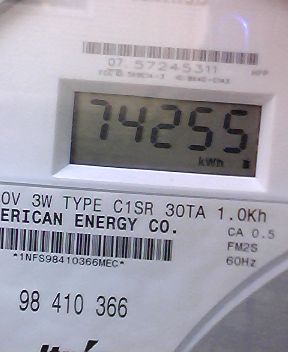 07 57245311
74255
kWh
0V 3W TYPE C1SR 30TA 1.0Kh
ERICAN ENERGY CO.
CA 0.5
FM2S
60Hz
*1NFS98410366MEC*
98 410 366